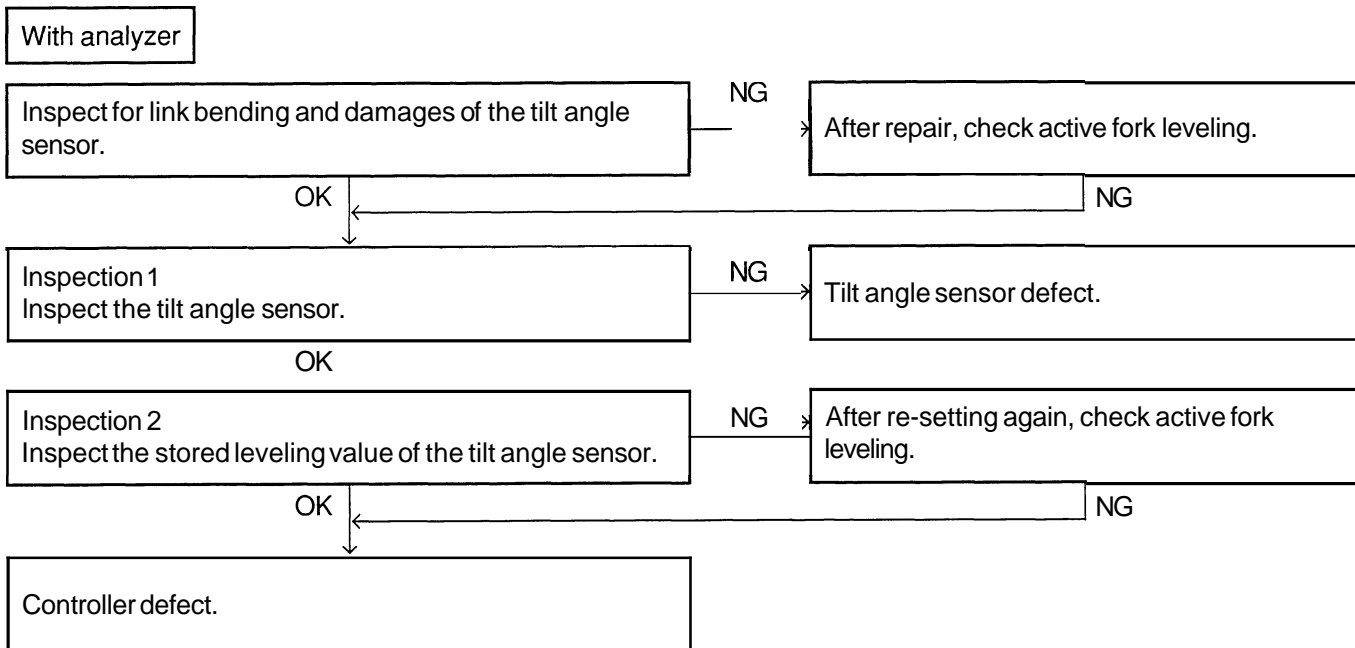 With analyzer
Inspect for link bending and damages of the tilt angle
sensor.
NG
After repair, check active fork leveling.
OK
NG
Inspection 1
Inspect the tilt angle sensor.
NG
Tilt angle sensor defect.
OK
Inspection 2
Inspect the stored leveling value of the tilt angle sensor.
NG
After re-setting again, check active fork
leveling.
OK
NG
Controller defect.